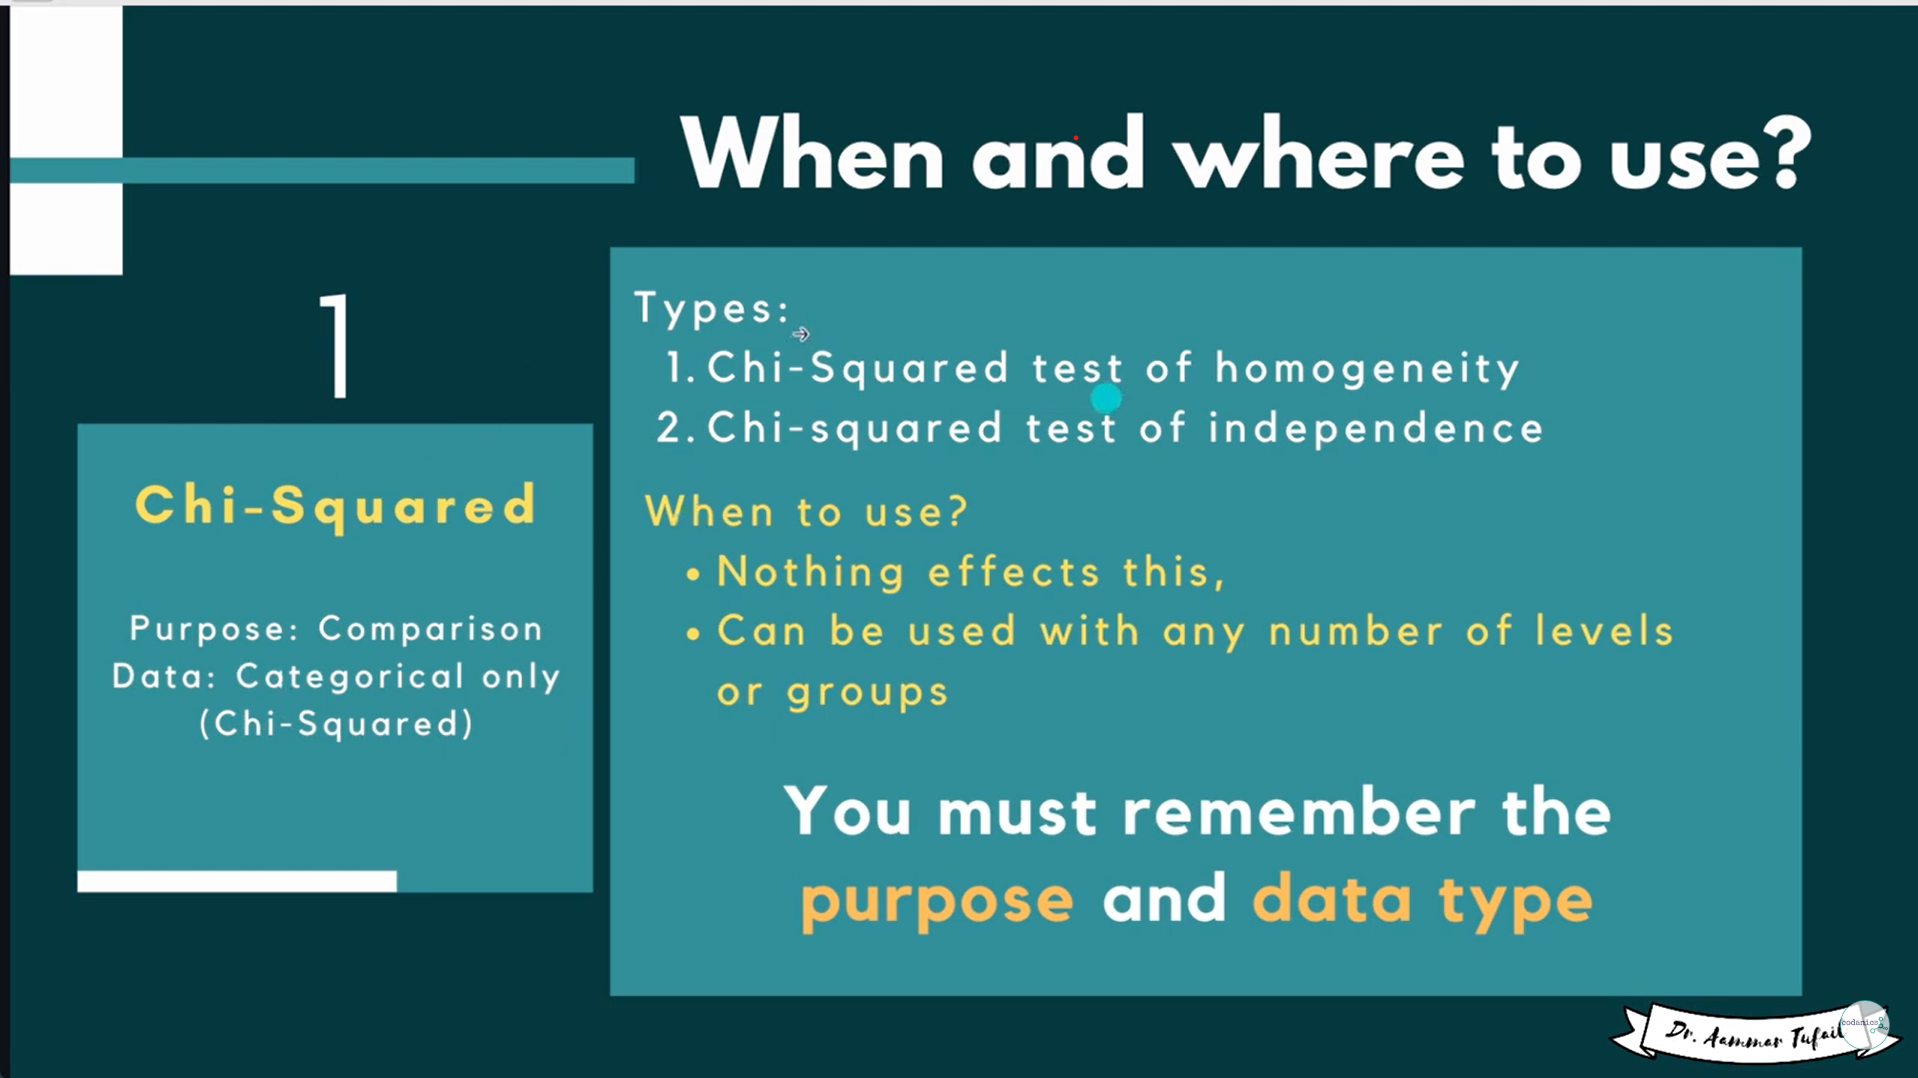 When and where to use?
1
Chi-Squared
Purpose: Comparison
Data: Categorical only
(Chi-Squared)
Types:
1. Chi-Squared test of homogeneity
2. Chi-squared test of independence
When to use?
• Nothing effects this,
• Can be used with any number of levels
or groups
You must remember the
purpose and data type
Dr. Aammar Tufail
codanics